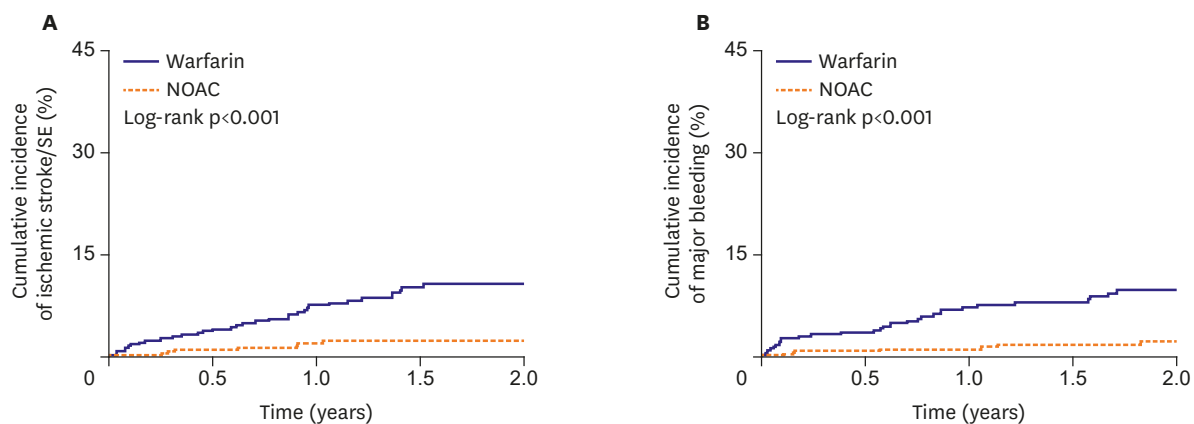 A
45
30
15
0
0.5
1.0
1.5
2.0
Cumulative incidence
of ischemic stroke/SE (%)
Time (years)
Warfarin
NOAC
Log-rank p<0.001
B
45
30
15
0
0.5
1.0
1.5
2.0
Cumulative incidence
of major bleeding (%)
Time (years)
Warfarin
NOAC
Log-rank p<0.001